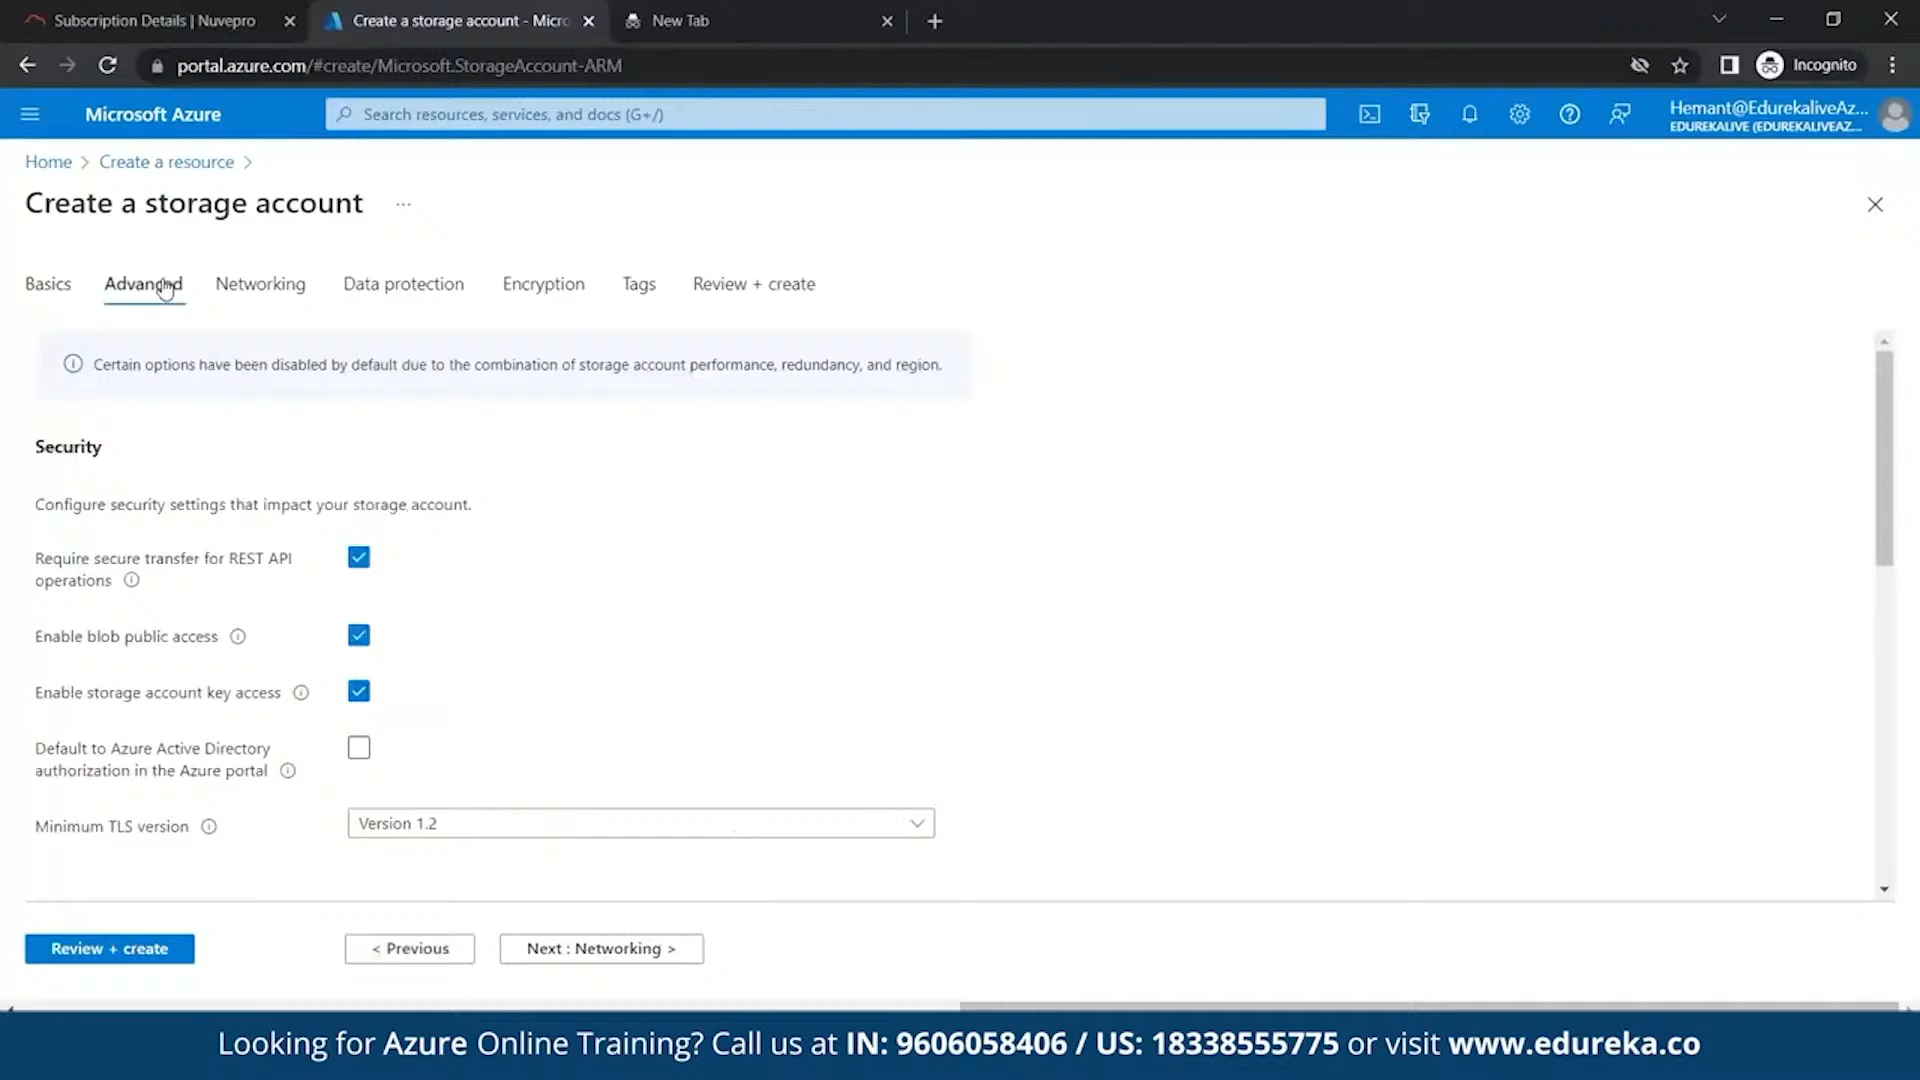 Subscription Details | Nuvepro
Create a storage account - Micro
New Tab
portal.azure.com/#create/Microsoft.StorageAccount-ARM
Incognito
Microsoft Azure
Search resources, services, and docs (G+/)
Hemant@EdurekaliveAz...
EDUREKALIVE (EDUREKALIVEAZ...
Home > Create a resource >
Create a storage account ...
Basics Advanced Networking Data protection Encryption Tags Review + create
Certain options have been disabled by default due to the combination of storage account performance, redundancy, and region.
Security
Configure security settings that impact your storage account.
Require secure transfer for REST API
operations
Enable blob public access
Enable storage account key access
Default to Azure Active Directory
authorization in the Azure portal
Minimum TLS version
Version 1.2
Review + create
< Previous
Next : Networking >
Looking for Azure Online Training? Call us at IN: 9606058406 / US: 18338555775 or visit www.edureka.co